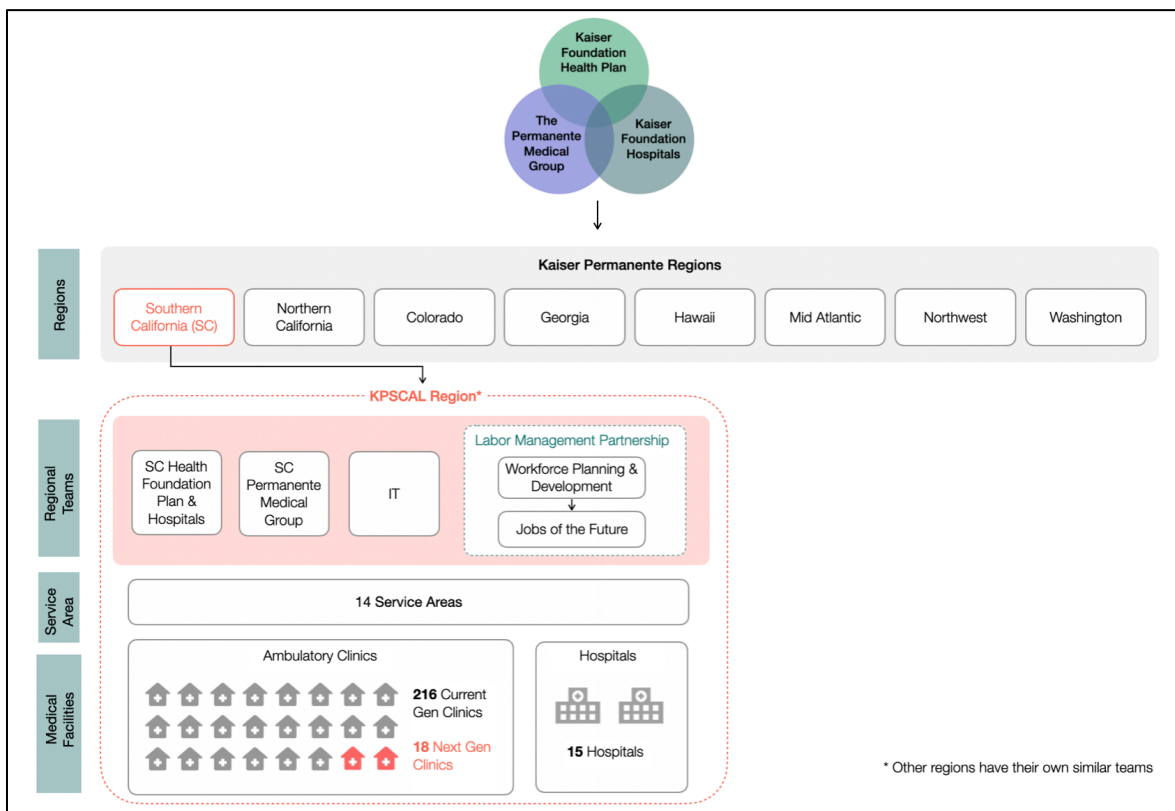 Kaiser
Foundation
Health Plan
The
Permanente
Medical
Group
Kaiser
Foundation
Hospitals
Regions
Kaiser Permanente Regions
Southern
California (SC)
Northern
California
Colorado
Georgia
Hawaii
Mid Atlantic
Northwest
Washington
KPSCAL Region*
Regional
Teams
SC Health
Foundation
Plan &
Hospitals
SC
Permanente
Medical
Group
IT
Labor Management Partnership
Workforce Planning &
Development
Jobs of the Future
Service
Area
14 Service Areas
Medical
Facilities
Ambulatory Clinics
216 Current
Gen Clinics
18 Next Gen
Clinics
Hospitals
15 Hospitals
* Other regions have their own similar teams